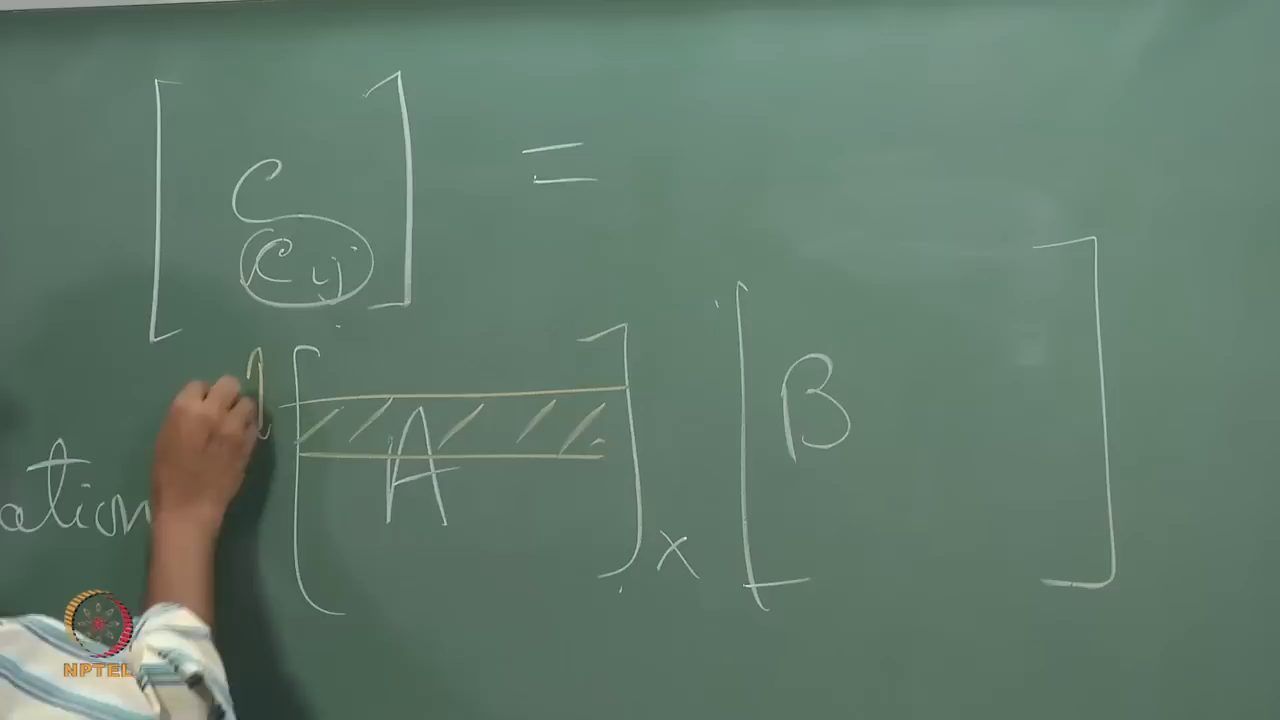 C =
Cij
A × B
ation
NPTEL